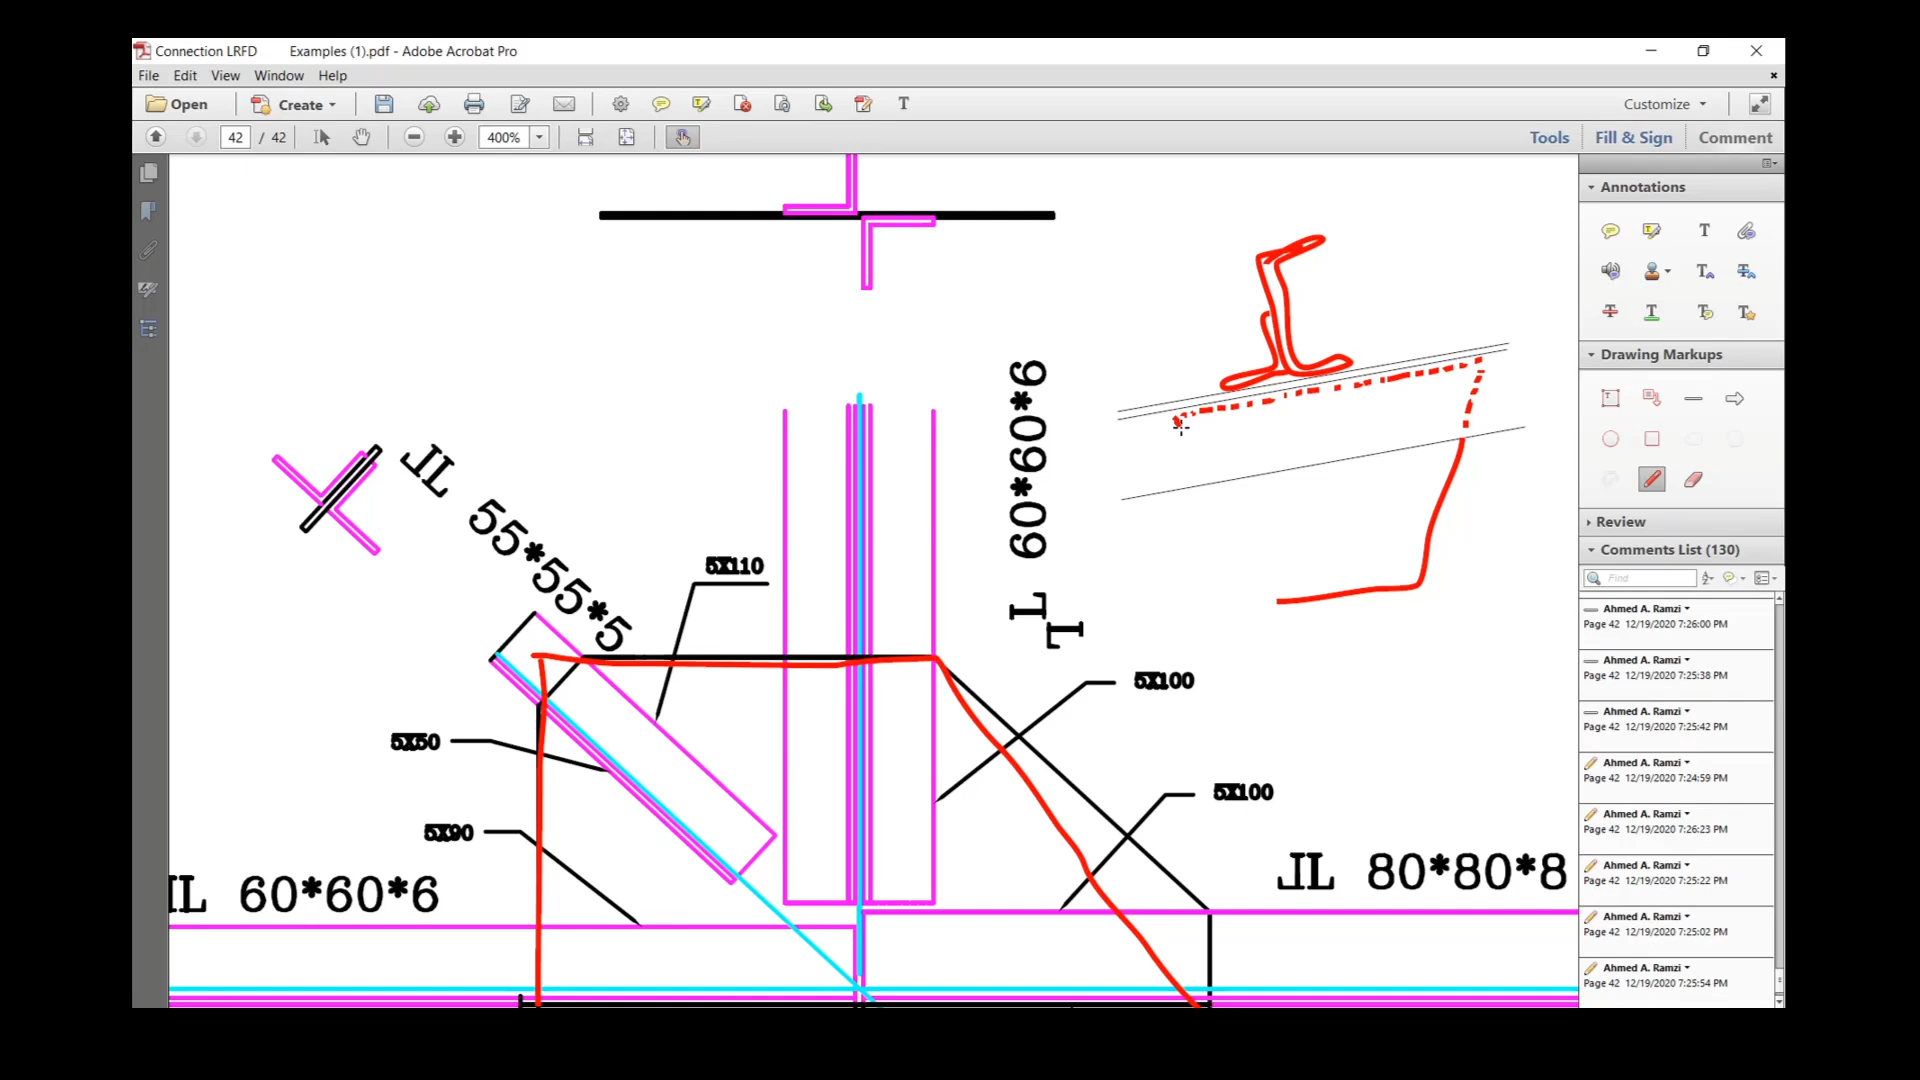 Connection LRFD Examples (1).pdf - Adobe Acrobat Pro
File Edit View Window Help
Open Create Customize
42 / 42 400% Tools Fill & Sign Comment
Annotations
Drawing Markups
Review
Comments List (130)
Find
Ahmed A. Ramzi
Page 42 12/19/2020 7:26:00 PM
Ahmed A. Ramzi
Page 42 12/19/2020 7:25:38 PM
Ahmed A. Ramzi
Page 42 12/19/2020 7:25:42 PM
Ahmed A. Ramzi
Page 42 12/19/2020 7:24:59 PM
Ahmed A. Ramzi
Page 42 12/19/2020 7:26:23 PM
Ahmed A. Ramzi
Page 42 12/19/2020 7:25:22 PM
Ahmed A. Ramzi
Page 42 12/19/2020 7:25:02 PM
Ahmed A. Ramzi
Page 42 12/19/2020 7:25:54 PM
55*55*5
60*60*6
5X110
5X100
5X50
5X100
5X90
60*60*6
80*80*8